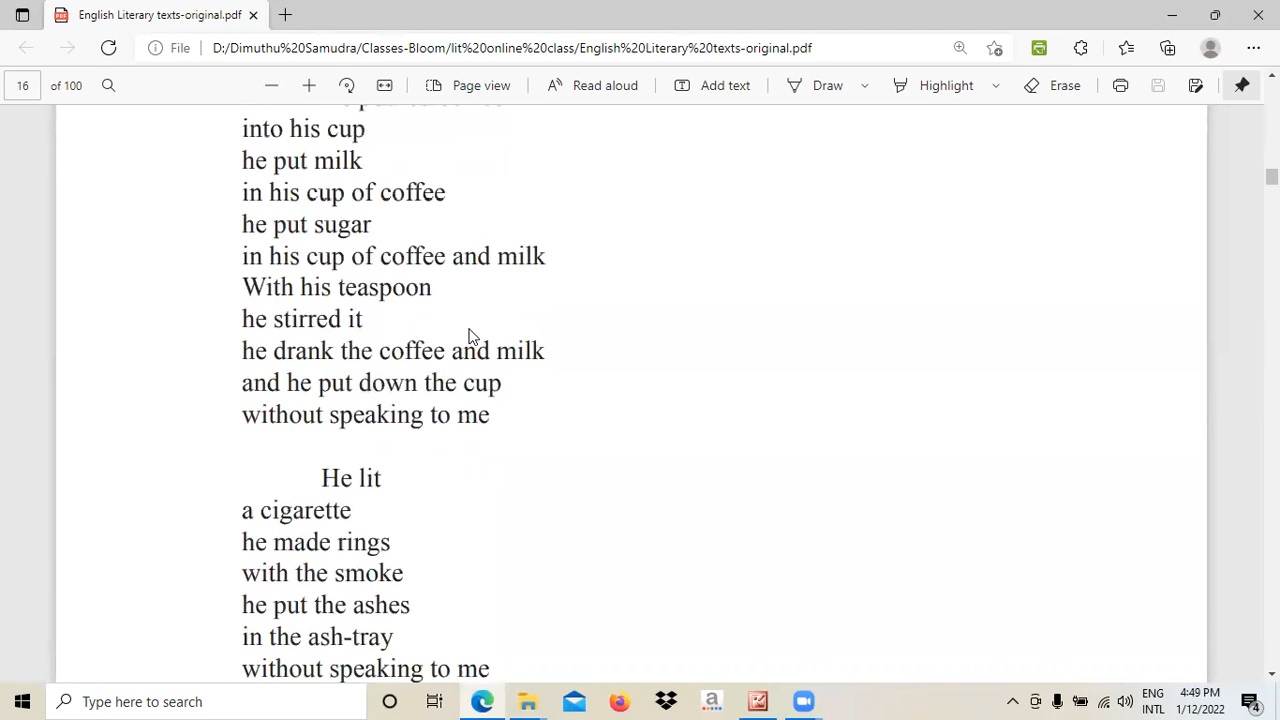 English Literary texts-original.pdf
File
D:/Dimuthu%20Samudra/Classes-Bloom/lit%20online%20class/English%20Literary%20texts-original.pdf
16 of 100
Page view
Read aloud
Add text
Draw
Highlight
Erase
into his cup
he put milk
in his cup of coffee
he put sugar
in his cup of coffee and milk
With his teaspoon
he stirred it
he drank the coffee and milk
and he put down the cup
without speaking to me
He lit
a cigarette
he made rings
with the smoke
he put the ashes
in the ash-tray
without speaking to me
Type here to search
ENG
INTL
4:49 PM
1/12/2022